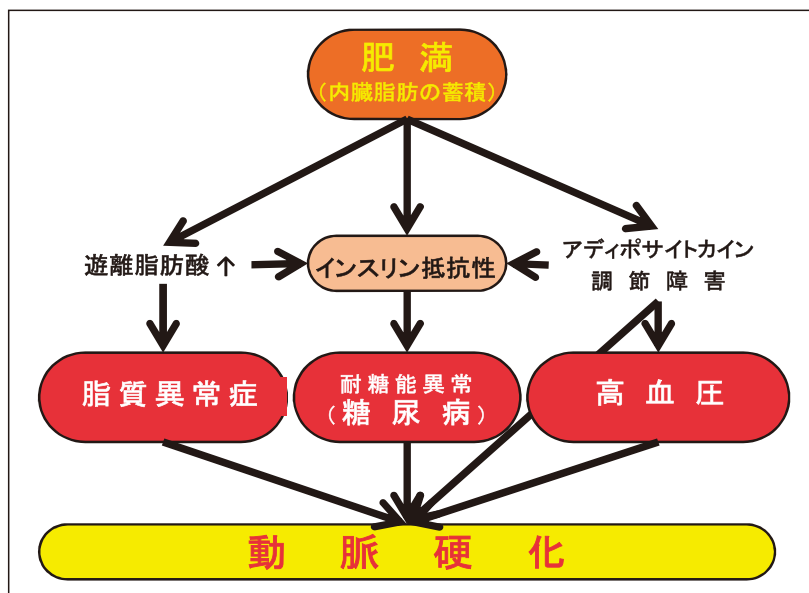 肥満
(内臓脂肪の蓄積)
遊離脂肪酸↑
インスリン抵抗性
アディポサイトカイン
調節障害
脂質異常症
耐糖能異常
(糖尿病)
高血圧
動脈硬化